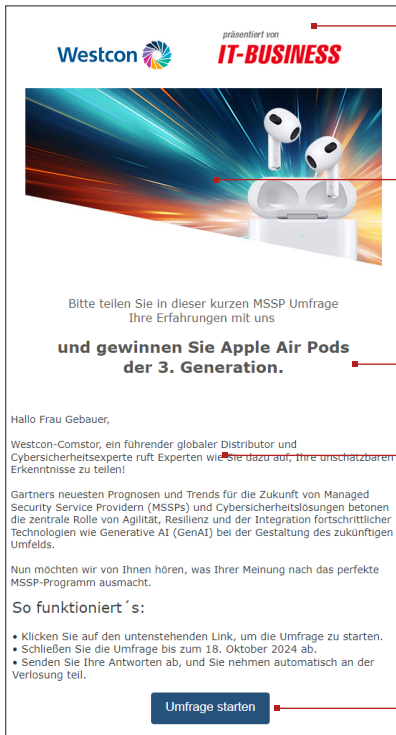 präsentiert von
Westcon
IT-BUSINESS
Bitte teilen Sie in dieser kurzen MSSP Umfrage
Ihre Erfahrungen mit uns
und gewinnen Sie Apple Air Pods
der 3. Generation.
Hallo Frau Gebauer,
Westcon-Comstor, ein führender globaler Distributor und
Cybersicherheitsexperte ruft Experten wie Sie dazu auf, Ihre unschätzbaren
Erkenntnisse zu teilen!
Gartners neuesten Prognosen und Trends für die Zukunft von Managed
Security Service Providern (MSSPs) und Cybersicherheitslösungen betonen
die zentrale Rolle von Agilität, Resilienz und der Integration fortschrittlicher
Technologien wie Generative AI (GenAI) bei der Gestaltung des zukünftigen
Umfelds.
Nun möchten wir von Ihnen hören, was Ihrer Meinung nach das perfekte
MSSP-Programm ausmacht.
So funktioniert´s:
• Klicken Sie auf den untenstehenden Link, um die Umfrage zu starten.
• Schließen Sie die Umfrage bis zum 18. Oktober 2024 ab.
• Senden Sie Ihre Antworten ab, und Sie nehmen automatisch an der
Verlosung teil.
Umfrage starten